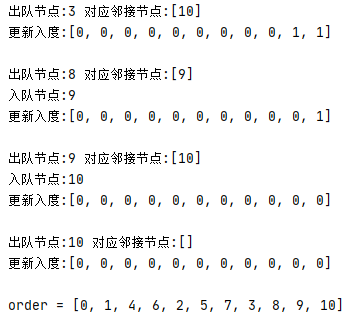 出队节点:3 对应邻接节点:[10]
更新入度:[0, 0, 0, 0, 0, 0, 0, 0, 0, 1, 1]
出队节点:8 对应邻接节点:[9]
入队节点:9
更新入度:[0, 0, 0, 0, 0, 0, 0, 0, 0, 0, 1]
出队节点:9 对应邻接节点:[10]
入队节点:10
更新入度:[0, 0, 0, 0, 0, 0, 0, 0, 0, 0, 0]
出队节点:10 对应邻接节点:[]
更新入度:[0, 0, 0, 0, 0, 0, 0, 0, 0, 0, 0]
order = [0, 1, 4, 6, 2, 5, 7, 3, 8, 9, 10]